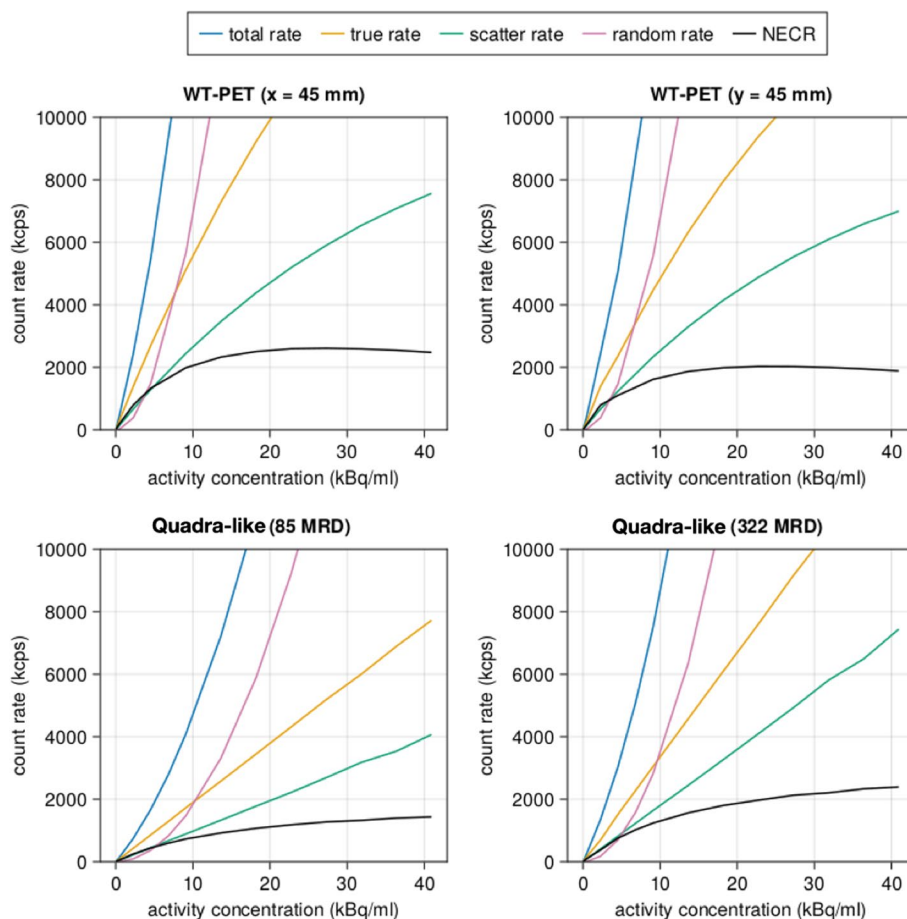 total rate true rate scatter rate random rate NECR
WT-PET (x = 45 mm) WT-PET (y = 45 mm)
10000 10000
8000 8000
6000 6000
4000 4000
2000 2000
0 0
count rate (kcps) count rate (kcps)
0 10 20 30 40 0 10 20 30 40
activity concentration (kBq/ml) activity concentration (kBq/ml)
Quadra-like (85 MRD) Quadra-like (322 MRD)
10000 10000
8000 8000
6000 6000
4000 4000
2000 2000
0 0
count rate (kcps) count rate (kcps)
0 10 20 30 40 0 10 20 30 40
activity concentration (kBq/ml) activity concentration (kBq/ml)